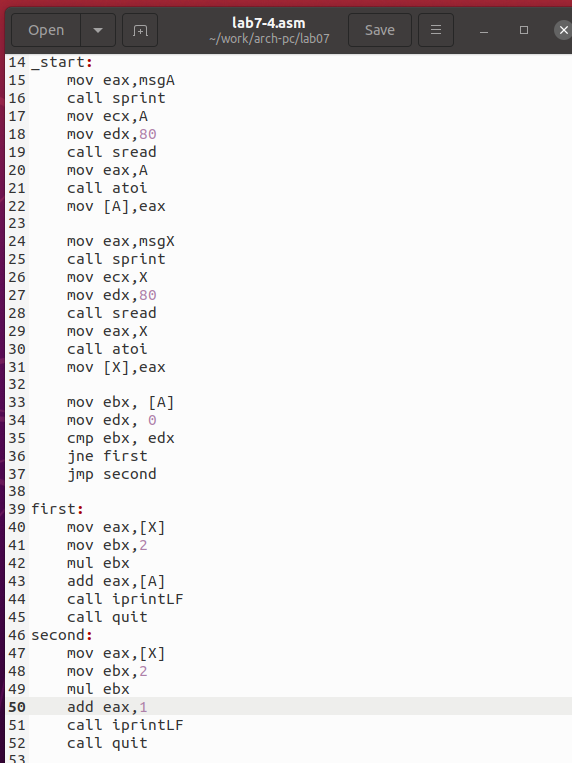 lab7-4.asm
Open
Save
~/work/arch-pc/lab07
14 _start:
15     mov eax,msgA
16     call sprint
17     mov ecx,A
18     mov edx,80
19     call sread
20     mov eax,A
21     call atoi
22     mov [A],eax
23
24     mov eax,msgX
25     call sprint
26     mov ecx,X
27     mov edx,80
28     call sread
29     mov eax,X
30     call atoi
31     mov [X],eax
32
33     mov ebx, [A]
34     mov edx, 0
35     cmp ebx, edx
36     jne first
37     jmp second
38
39 first:
40     mov eax,[X]
41     mov ebx,2
42     mul ebx
43     add eax,[A]
44     call iprintLF
45     call quit
46 second:
47     mov eax,[X]
48     mov ebx,2
49     mul ebx
50     add eax,1
51     call iprintLF
52     call quit
53